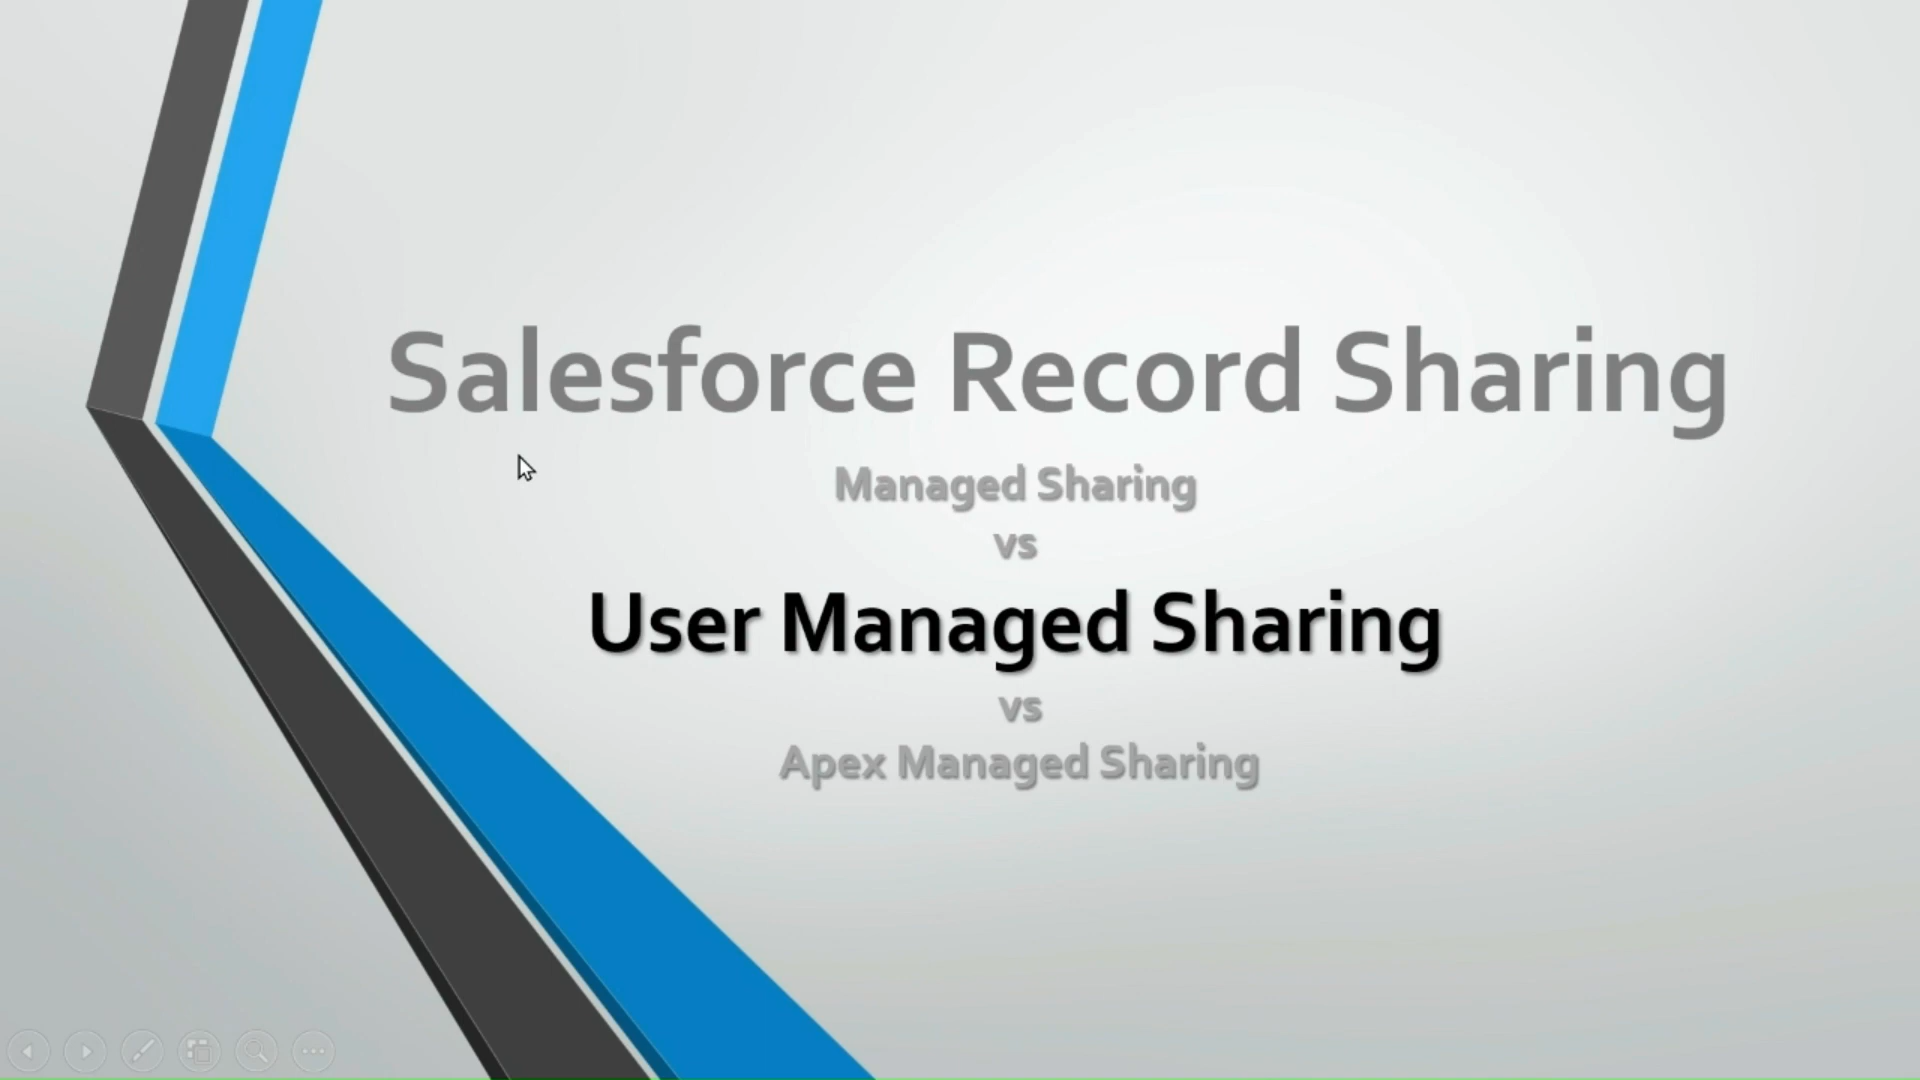 Salesforce Record Sharing
Managed Sharing
vs
User Managed Sharing
vs
Apex Managed Sharing